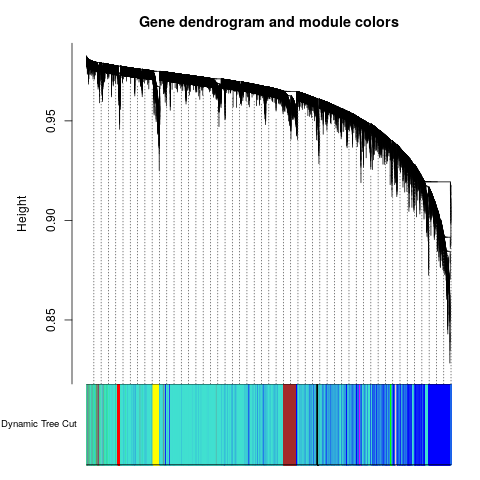 Gene dendrogram and module colors
0.95
0.90
0.85
Height
Dynamic Tree Cut